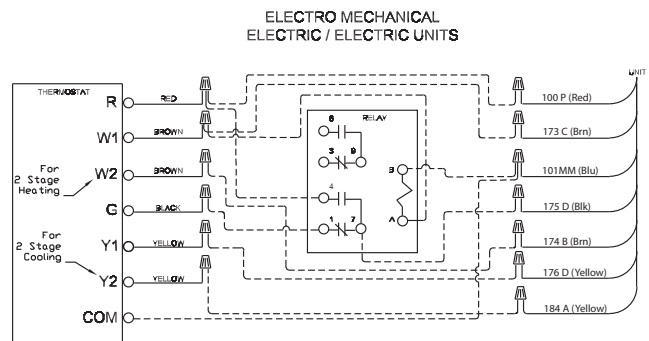 ELECTRO MECHANICAL
ELECTRIC / ELECTRIC UNITS
UNIT
THERMOSTAT
R
RED
100 P (Red)
6
RELAY
W1
BROWN
173 C (Brn)
3
9
For
2 Stage
Heating
W2
BROWN
B
101MM (Blu)
4
G
BLACK
175 D (Blk)
1
7
A
For
2 Stage
Cooling
Y1
YELLOW
174 B (Brn)
176 D (Yellow)
Y2
YELLOW
184 A (Yellow)
COM